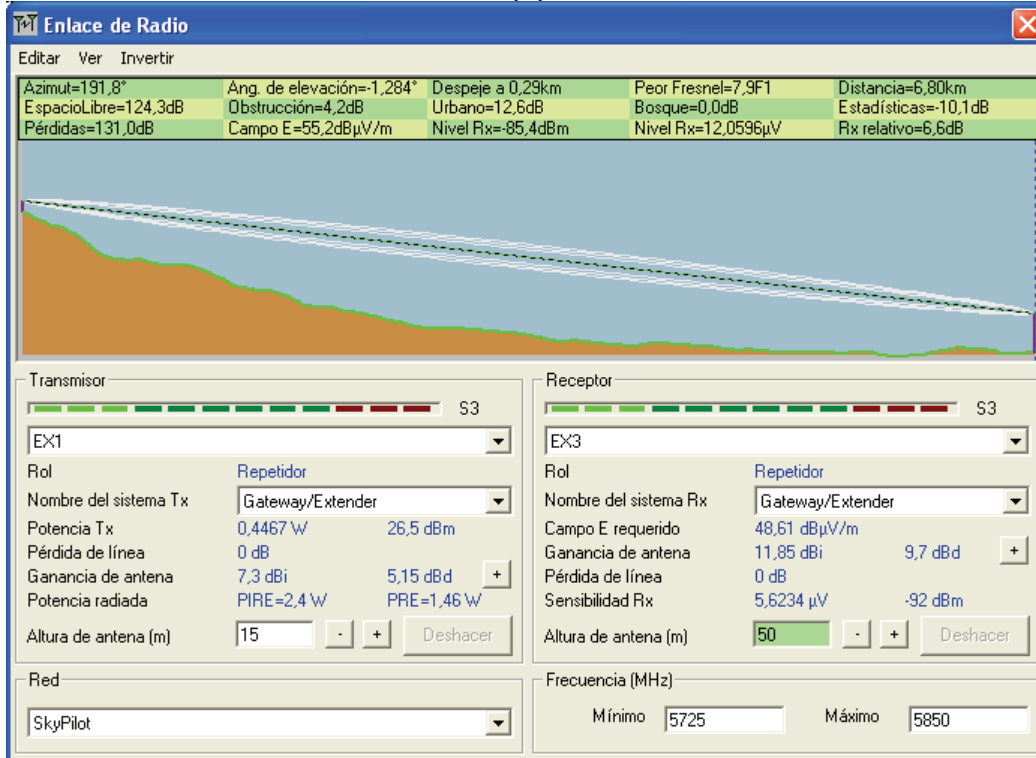 Enlace de Radio
Editar Ver Invertir
Azimut=191,8° Ang. de elevación=-1,284° Despeje a 0,29km Peor Fresnel=7,9F1 Distancia=6,80km
EspacioLibre=124,3dB Obstrucción=4,2dB Urbano=12,6dB Bosque=0,0dB Estadísticas=-10,1dB
Pérdidas=131,0dB Campo E=55,2dBµV/m Nivel Rx=-85,4dBm Nivel Rx=12,0596µV Rx relativo=6,6dB
Transmisor
S3
EX1
Rol Repetidor
Nombre del sistema Tx Gateway/Extender
Potencia Tx 0,4467 W 26,5 dBm
Pérdida de línea 0 dB
Ganancia de antena 7,3 dBi 5,15 dBd +
Potencia radiada PIRE=2,4 W PRE=1,46 W
Altura de antena (m) 15 - + Deshacer
Receptor
S3
EX3
Rol Repetidor
Nombre del sistema Rx Gateway/Extender
Campo E requerido 48,61 dBµV/m
Ganancia de antena 11,85 dBi 9,7 dBd +
Pérdida de línea 0 dB
Sensibilidad Rx 5,6234 µV -92 dBm
Altura de antena (m) 50 - + Deshacer
Red
SkyPilot
Frecuencia (MHz)
Mínimo 5725 Máximo 5850